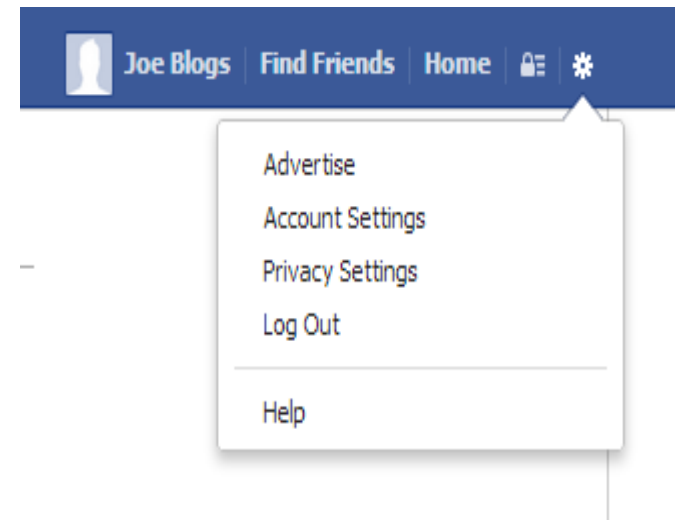 Joe Blogs Find Friends Home
Advertise
Account Settings
Privacy Settings
Log Out
Help